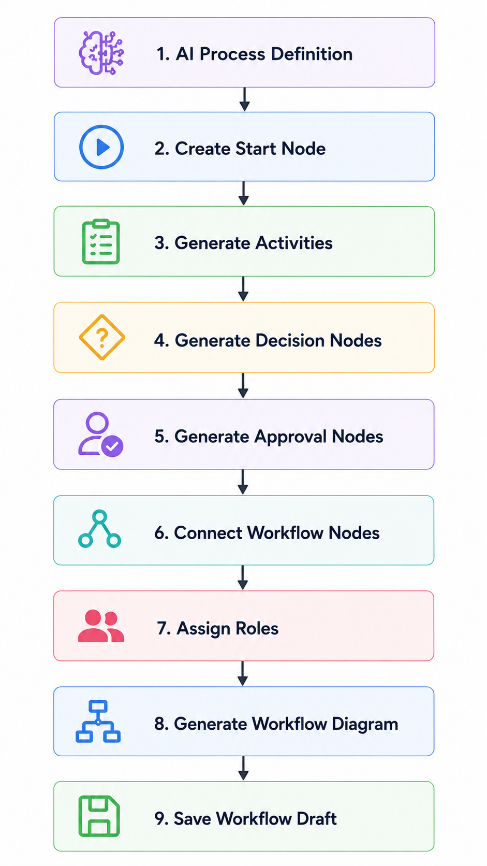 1. AI Process Definition
2. Create Start Node
3. Generate Activities
?
4. Generate Decision Nodes
5. Generate Approval Nodes
6. Connect Workflow Nodes
7. Assign Roles
8. Generate Workflow Diagram
9. Save Workflow Draft